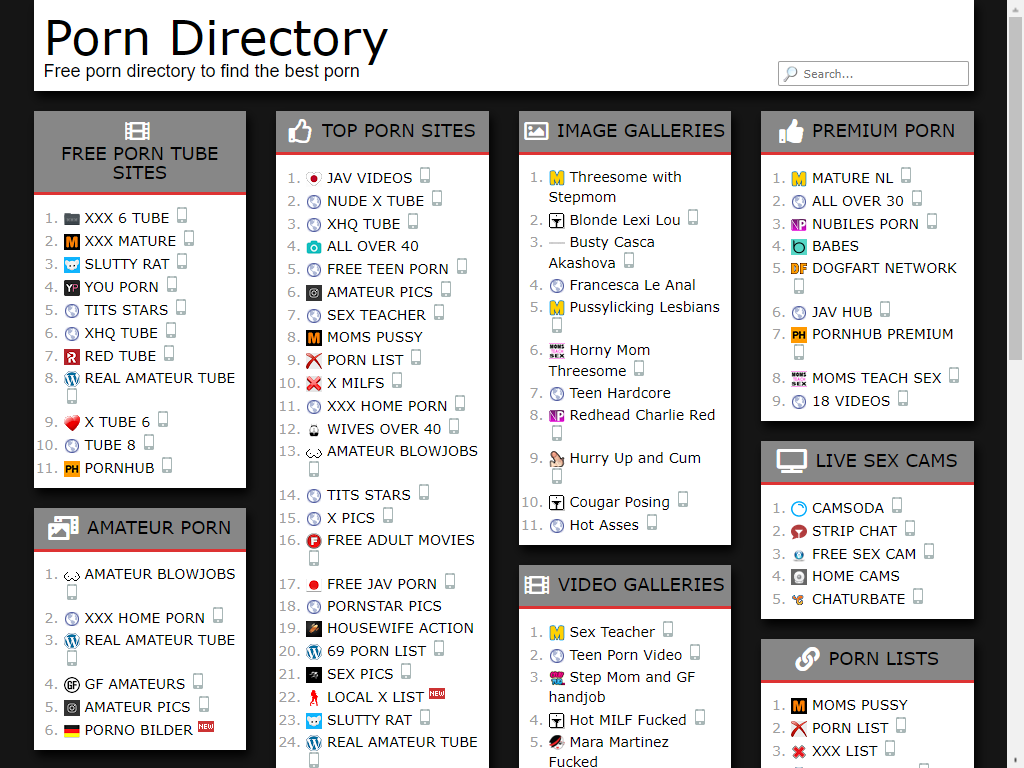 Porn Directory
Free porn directory to find the best porn
Search...
FREE PORN TUBE
SITES
1. XXX 6 TUBE
2. XXX MATURE
3. SLUTTY RAT
4. YOU PORN
5. TITS STARS
6. XHQ TUBE
7. RED TUBE
8. REAL AMATEUR TUBE
9. X TUBE 6
10. TUBE 8
11. PORNHUB
AMATEUR PORN
1. AMATEUR BLOWJOBS
2. XXX HOME PORN
3. REAL AMATEUR TUBE
4. GF AMATEURS
5. AMATEUR PICS
6. PORNO BILDER NEW
TOP PORN SITES
1. JAV VIDEOS
2. NUDE X TUBE
3. XHQ TUBE
4. ALL OVER 40
5. FREE TEEN PORN
6. AMATEUR PICS
7. SEX TEACHER
8. MOMS PUSSY
9. PORN LIST
10. X MILFS
11. XXX HOME PORN
12. WIVES OVER 40
13. AMATEUR BLOWJOBS
14. TITS STARS
15. X PICS
16. FREE ADULT MOVIES
17. FREE JAV PORN
18. PORNSTAR PICS
19. HOUSEWIFE ACTION
20. 69 PORN LIST
21. SEX PICS
22. LOCAL X LIST NEW
23. SLUTTY RAT
24. REAL AMATEUR TUBE
IMAGE GALLERIES
1. Threesome with
Stepmom
2. Blonde Lexi Lou
3. Busty Casca
Akashova
4. Francesca Le Anal
5. Pussylicking Lesbians
6. Horny Mom
Threesome
7. Teen Hardcore
8. Redhead Charlie Red
9. Hurry Up and Cum
10. Cougar Posing
11. Hot Asses
VIDEO GALLERIES
1. Sex Teacher
2. Teen Porn Video
3. Step Mom and GF
handjob
4. Hot MILF Fucked
5. Mara Martinez
Fucked
PREMIUM PORN
1. MATURE NL
2. ALL OVER 30
3. NUBILES PORN
4. BABES
5. DOGFART NETWORK
6. JAV HUB
7. PORNHUB PREMIUM
8. MOMS TEACH SEX
9. 18 VIDEOS
LIVE SEX CAMS
1. CAMSODA
2. STRIP CHAT
3. FREE SEX CAM
4. HOME CAMS
5. CHATURBATE
PORN LISTS
1. MOMS PUSSY
2. PORN LIST
3. XXX LIST